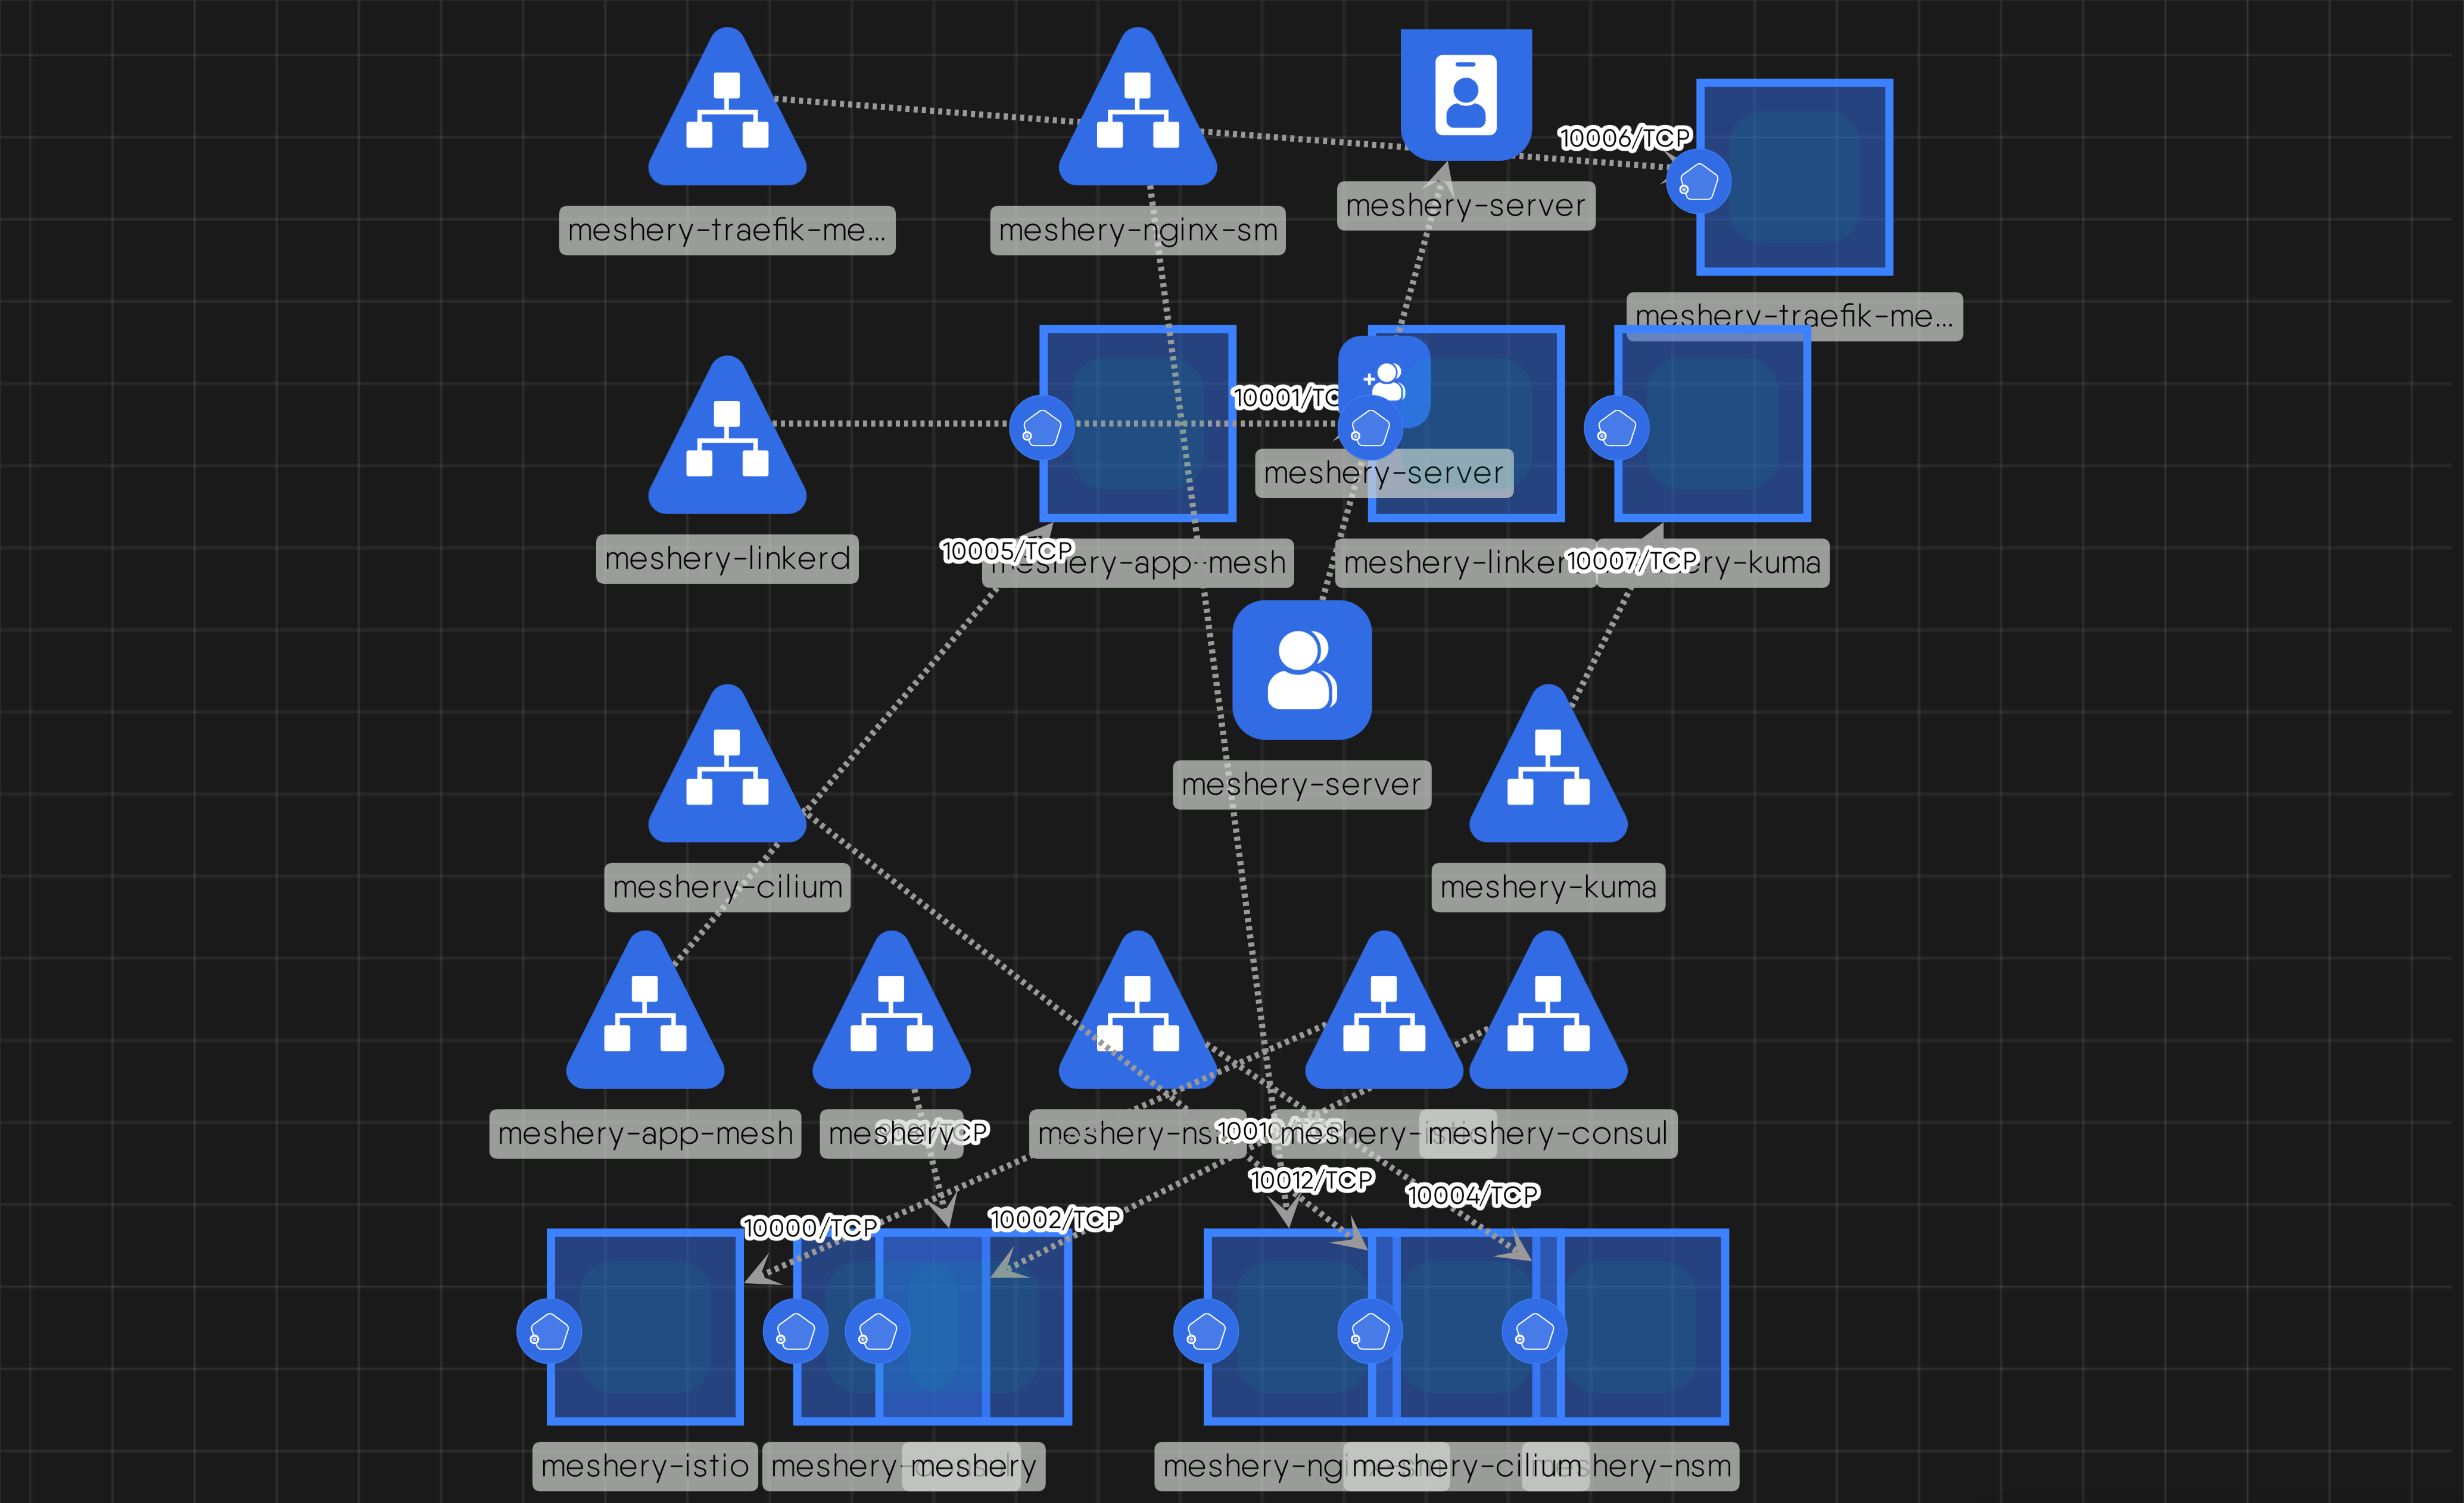 10006/TCP
meshery-traefik-me...
meshery-nginx-sm
meshery-server
meshery-traefik-me...
10001/TC
meshery-server
meshery-linkerd
10005/TCP
meshery-app-mesh
meshery-linker
10007/TCP
ry-kuma
meshery-server
meshery-cilium
meshery-kuma
meshery-app-mesh
meshery
/TCP
meshery-ns
1001
meshery-isti
meshery-consul
10012/TCP
10004/TCP
10000/TCP
10002/TCP
meshery-istio
meshery-
meshery
meshery-ng
meshery-cilium
shery-nsm